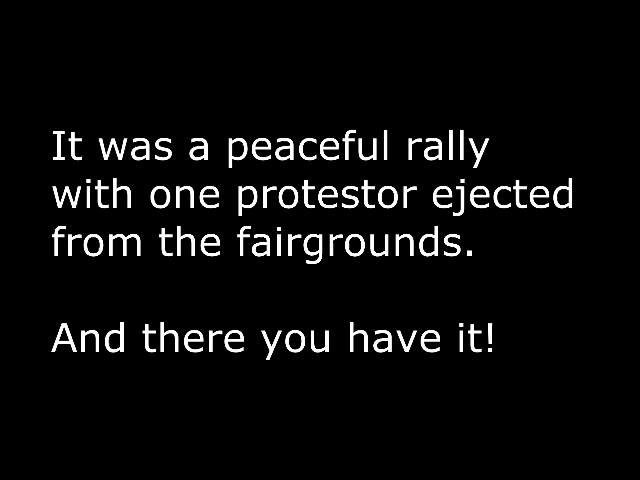 It was a peaceful rally
with one protestor ejected
from the fairgrounds.
And there you have it!